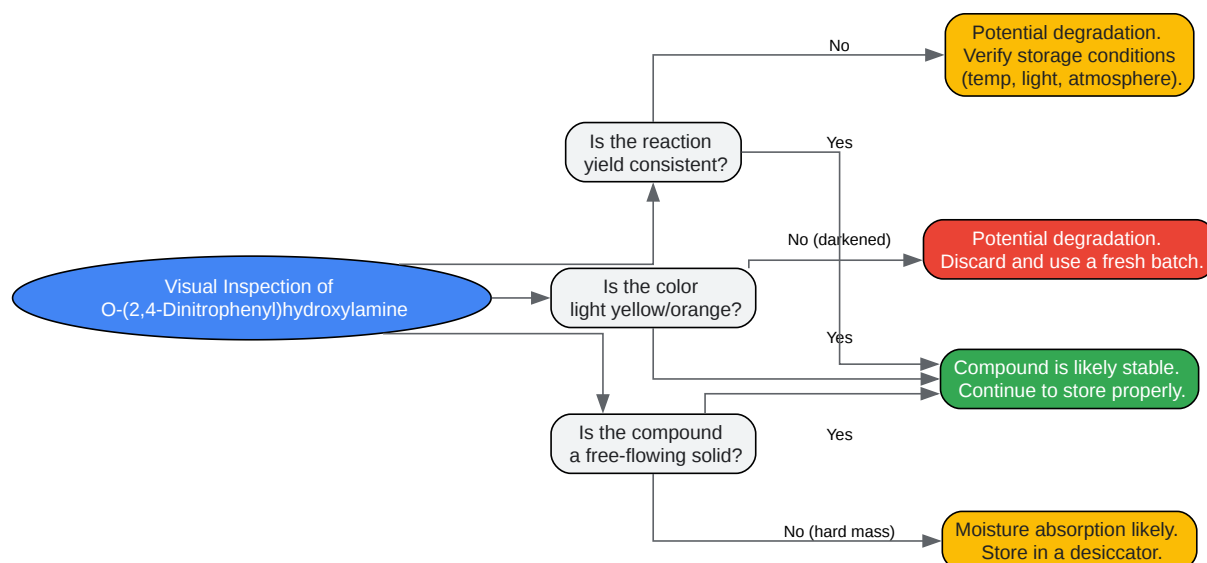 No
Potential degradation.
Verify storage conditions
(temp, light, atmosphere).
Is the reaction
yield consistent?
Yes
No (darkened)
Potential degradation.
Discard and use a fresh batch.
Visual Inspection of
O-(2,4-Dinitrophenyl)hydroxylamine
Is the color
light yellow/orange?
Yes
Compound is likely stable.
Continue to store properly.
Is the compound
a free-flowing solid?
Yes
No (hard mass)
Moisture absorption likely.
Store in a desiccator.